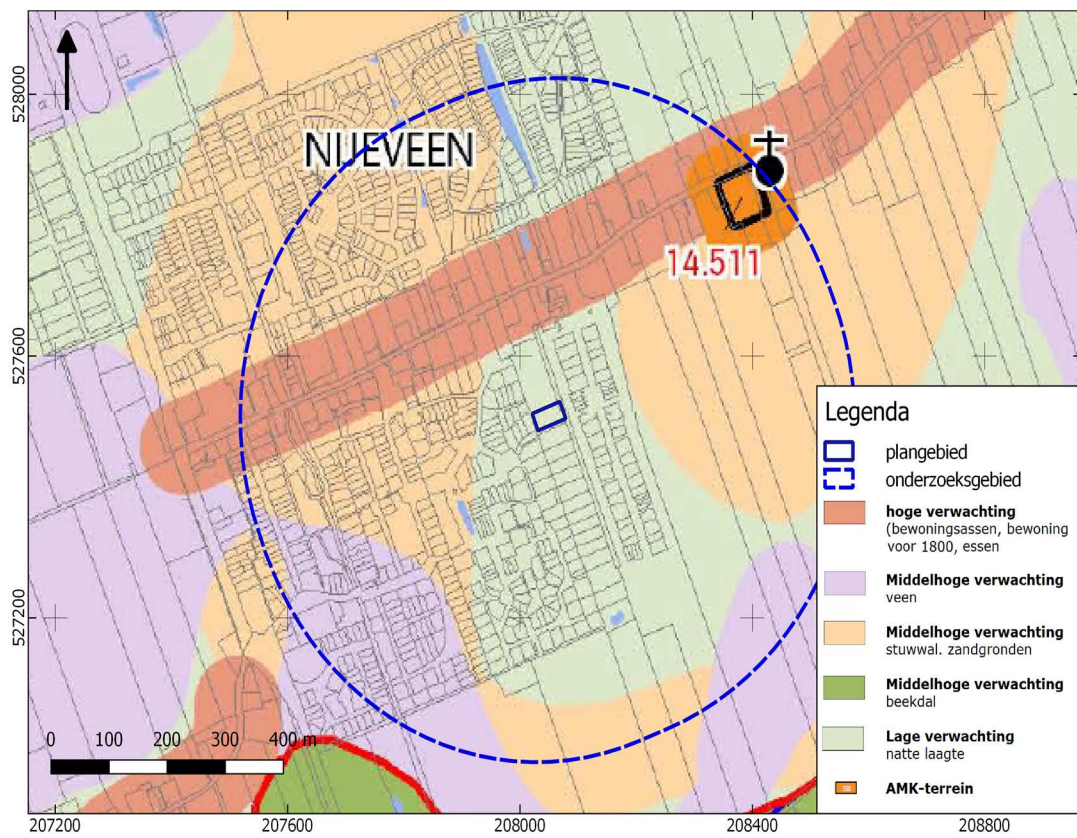 528000
527600
527200
NIJEVEEN
14.511
0 100 200 300 400 m
207200 207600 208000 208400 208800
Legenda
plangebied
onderzoeksgebied
hoge verwachting
(bewoningsassen, bewoning
voor 1800, essen
Middelhoge verwachting
veen
Middelhoge verwachting
stuwwal. zandgronden
Middelhoge verwachting
beekdal
Lage verwachting
natte laagte
AMK-terrein